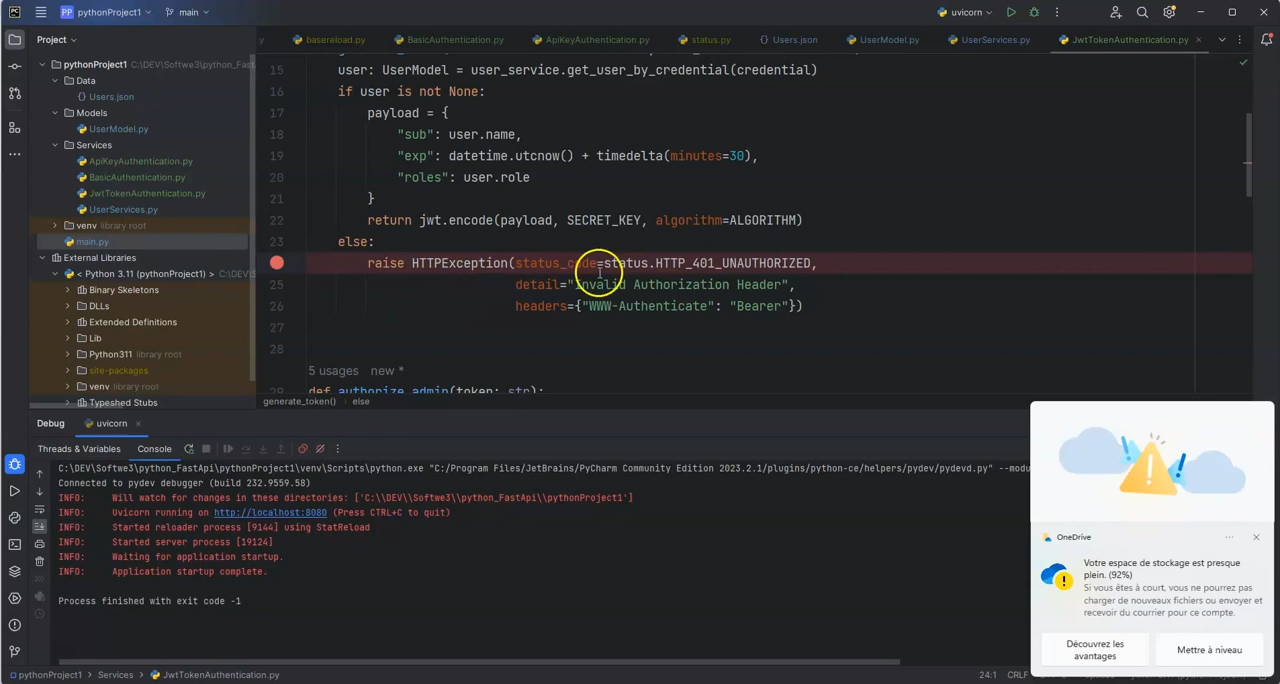 PC
PP pythonProject1
main
uvicorn
Project
basereload.py
BasicAuthentication.py
ApiKeyAuthentication.py
status.py
Users.json
UserModel.py
UserServices.py
JwtTokenAuthentication.py
pythonProject1 C:\DEV\Softwe3\python_Fast
Data
Users.json
Models
UserModel.py
Services
ApiKeyAuthentication.py
BasicAuthentication.py
JwtTokenAuthentication.py
UserServices.py
venv library root
main.py
External Libraries
< Python 3.11 (pythonProject1) > C:\D
Binary Skeletons
DLLs
Extended Definitions
Lib
Python311 library root
site-packages
venv library root
Typeshed Stubs
15 user: UserModel = user_service.get_user_by_credential(credential)
16 if user is not None:
17 payload = {
18 "sub": user.name,
19 "exp": datetime.utcnow() + timedelta(minutes=30),
20 "roles": user.role
21 }
22 return jwt.encode(payload, SECRET_KEY, algorithm=ALGORITHM)
23 else:
raise HTTPException(status_code=status.HTTP_401_UNAUTHORIZED,
25 detail="Invalid Authorization Header",
26 headers={"WWW-Authenticate": "Bearer"})
27
28
5 usages new *
29 def authorize_admin(token: str):
generate_token() > else
Debug
uvicorn
Threads & Variables
Console
C:\DEV\Softwe3\python_FastApi\pythonProject1\venv\Scripts\python.exe "C:/Program Files/JetBrains/PyCharm Community Edition 2023.2.1/plugins/python-ce/helpers/pydev/pydevd.py" --modu
Connected to pydev debugger (build 232.9559.58)
INFO: Will watch for changes in these directories: ['C:\\DEV\\Softwe3\\python_FastApi\\pythonProject1']
INFO: Uvicorn running on http://localhost:8080 (Press CTRL+C to quit)
INFO: Started reloader process [9144] using StatReload
INFO: Started server process [19124]
INFO: Waiting for application startup.
INFO: Application startup complete.
Process finished with exit code -1
OneDrive
Votre espace de stockage est presque
plein. (92%)
Si vous êtes à court, vous ne pourrez pas
charger de nouveaux fichiers ou envoyer et
recevoir du courrier pour ce compte.
Découvrez les
avantages
Mettre à niveau
pythonProject1 > Services > JwtTokenAuthentication.py
24:1 CRLF